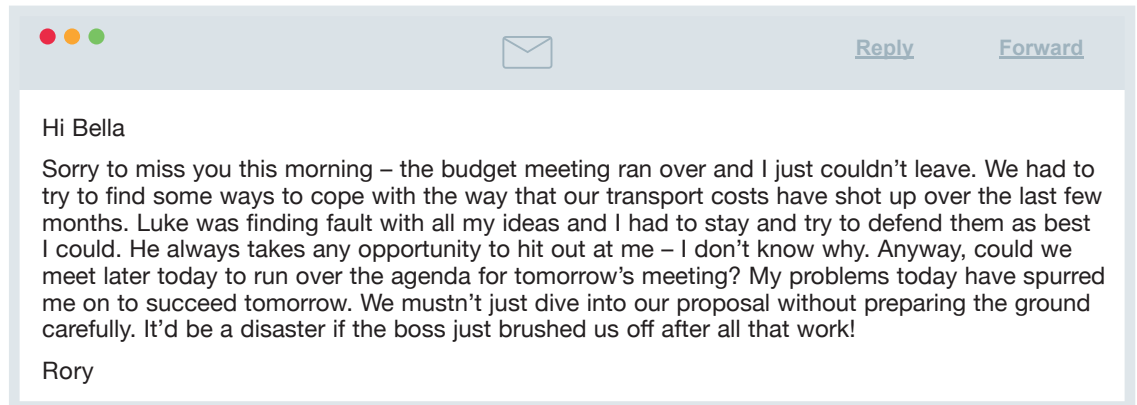 Reply Forward
Hi Bella
Sorry to miss you this morning – the budget meeting ran over and I just couldn’t leave. We had to
try to find some ways to cope with the way that our transport costs have shot up over the last few
months. Luke was finding fault with all my ideas and I had to stay and try to defend them as best
I could. He always takes any opportunity to hit out at me – I don’t know why. Anyway, could we
meet later today to run over the agenda for tomorrow’s meeting? My problems today have spurred
me on to succeed tomorrow. We mustn’t just dive into our proposal without preparing the ground
carefully. It’d be a disaster if the boss just brushed us off after all that work!
Rory